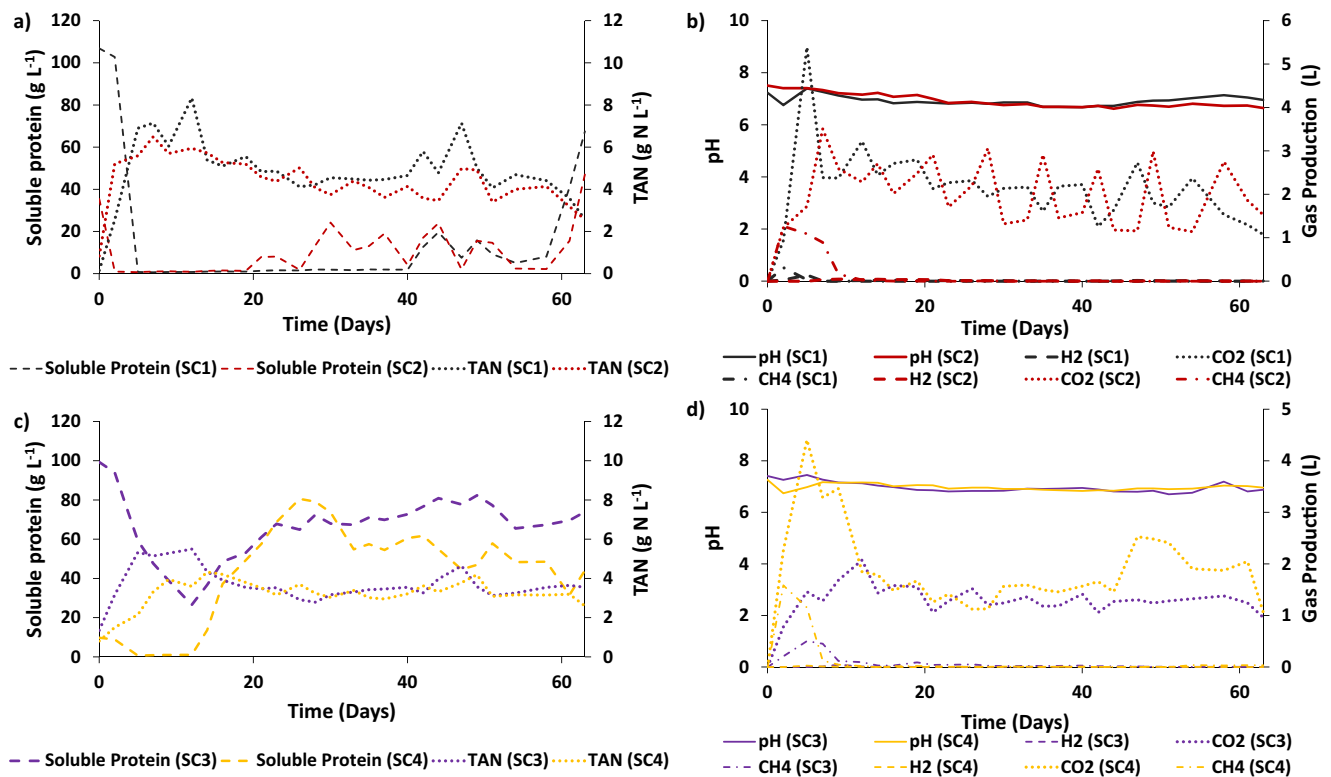 a)
120
100
80
60
40
20
0
Soluble protein (g L⁻¹)
12
10
8
6
4
2
0
TAN (g N L⁻¹)
0 20 40 60
Time (Days)
Soluble Protein (SC1) Soluble Protein (SC2) TAN (SC1) TAN (SC2)
b)
10
8
6
4
2
0
pH
6
5
4
3
2
1
0
Gas Production (L)
0 20 40 60
Time (Days)
pH (SC1) pH (SC2) H2 (SC1) CO2 (SC1)
CH4 (SC1) H2 (SC2) CO2 (SC2) CH4 (SC2)
c)
120
100
80
60
40
20
0
Soluble protein (g L⁻¹)
12
10
8
6
4
2
0
TAN (g N L⁻¹)
0 20 40 60
Time (Days)
Soluble Protein (SC3) Soluble Protein (SC4) TAN (SC3) TAN (SC4)
d)
10
8
6
4
2
0
pH
5
4
3
2
1
0
Gas Production (L)
0 20 40 60
Time (Days)
pH (SC3) pH (SC4) H2 (SC3) CO2 (SC3)
CH4 (SC3) H2 (SC4) CO2 (SC4) CH4 (SC4)